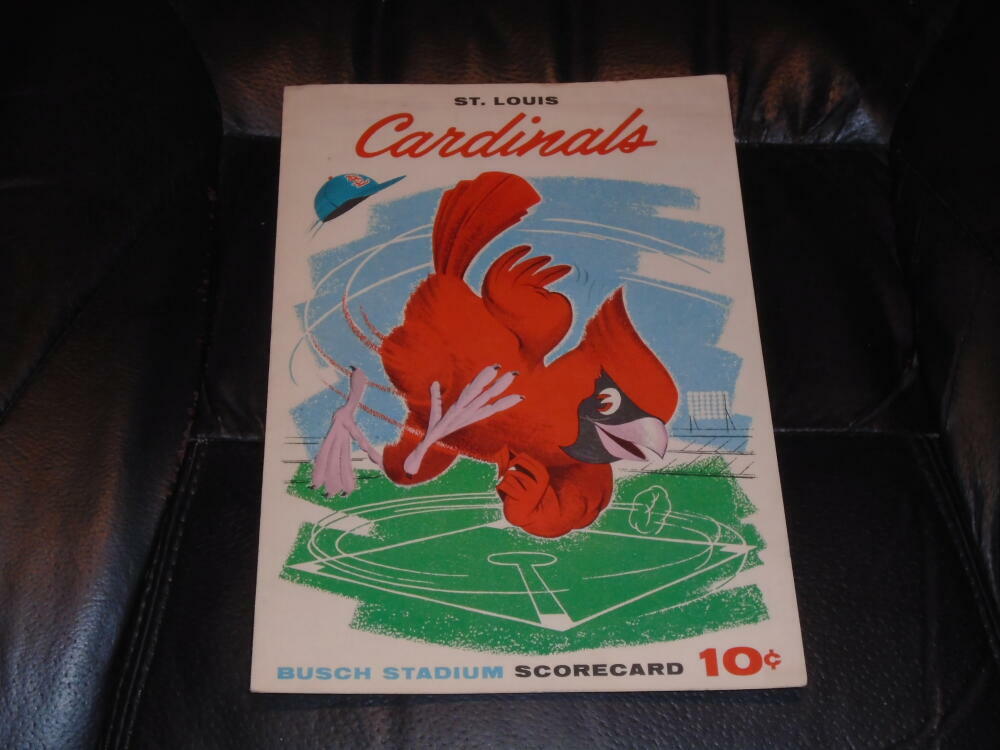 ST. LOUIS
Cardinals
BUSCH STADIUM SCORECARD 10¢